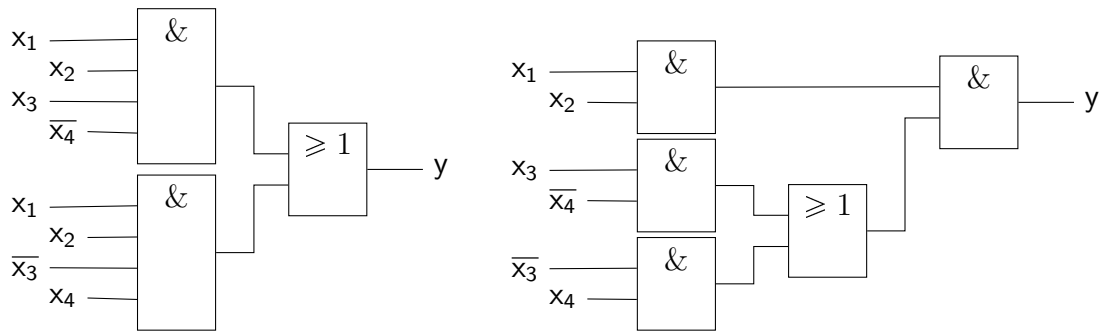 x₁ &
x₂
x₃
x̅₄̅
⩾ 1
y
x₁ &
x₂
x̅₃̅
x₄
x₁ &
x₂
& y
x₃ &
x̅₄̅
⩾ 1
x̅₃̅ &
x₄